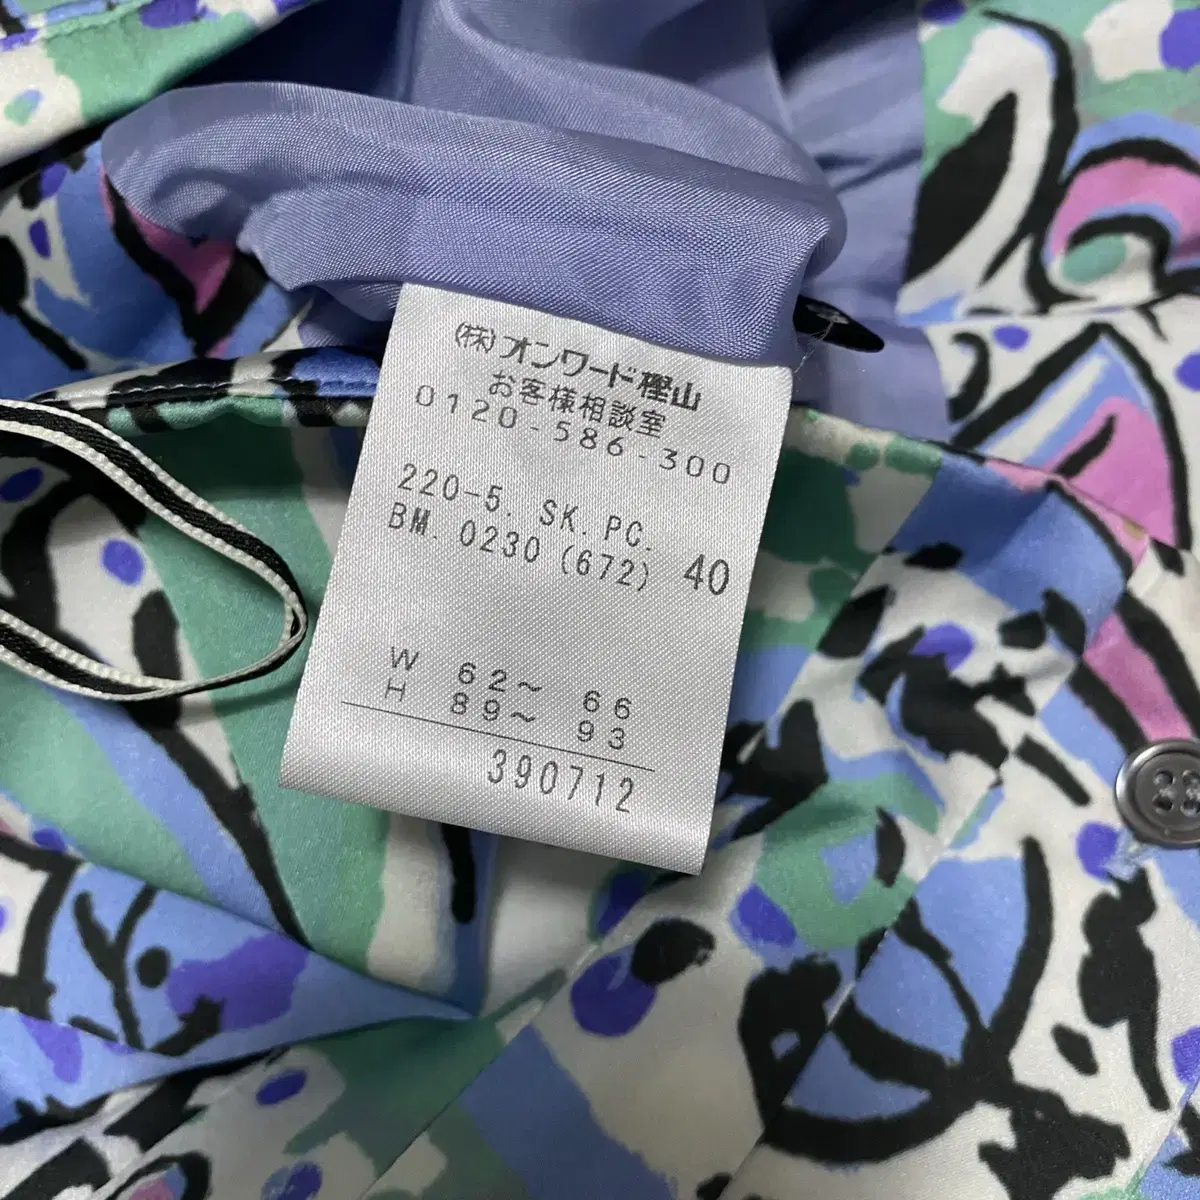 (株)オンワード樫山
お客様相談室
0120-586-300
220-5. SK. PC.
BM. 0230 (672) 40
W 62～ 66
H 89～ 93
390712